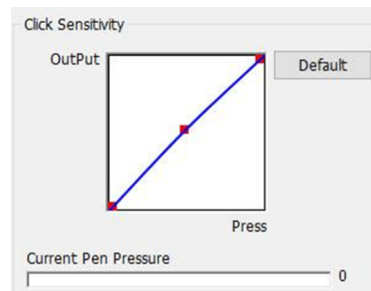 Click Sensitivity
OutPut
Default
Press
Current Pen Pressure
0